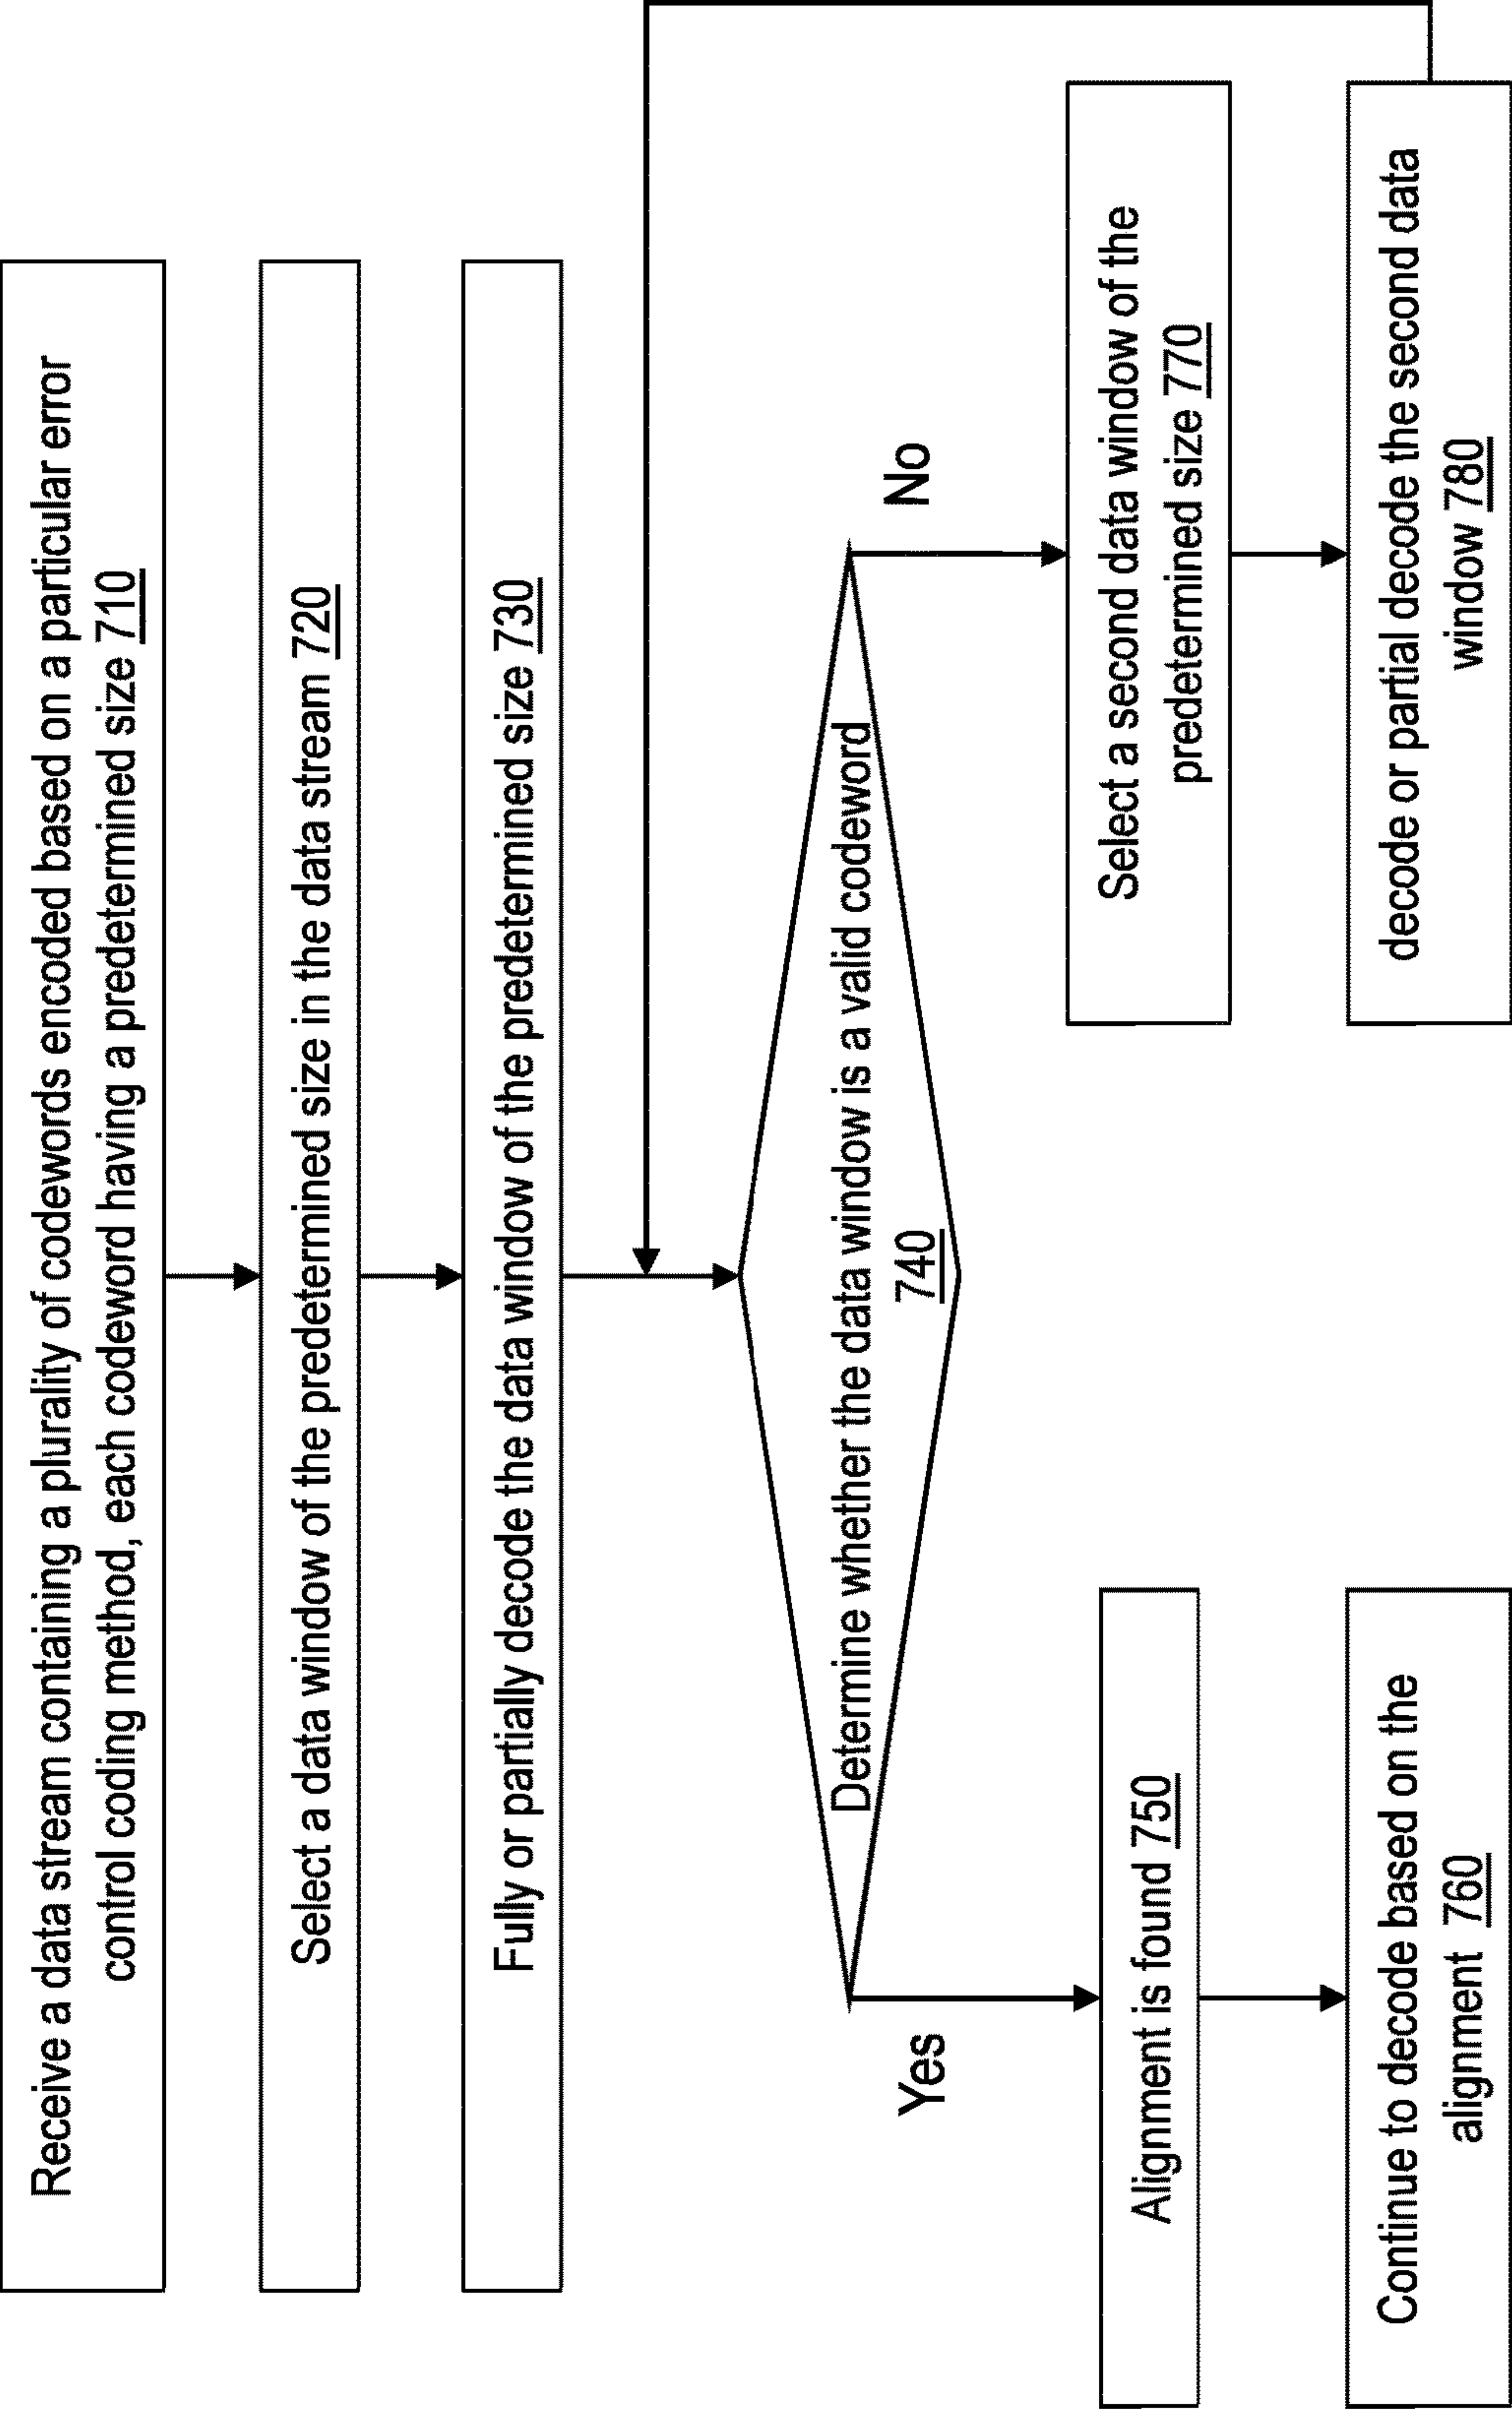 Receive a data stream containing a plurality of codewords encoded based on a particular error
control coding method, each codeword having a predetermined size 710
Select a data window of the predetermined size in the data stream 720
Fully or partially decode the data window of the predetermined size 730
Determine whether the data window is a valid codeword
740
Yes
No
Alignment is found 750
Select a second data window of the
predetermined size 770
Continue to decode based on the
alignment 760
decode or partial decode the second data
window 780